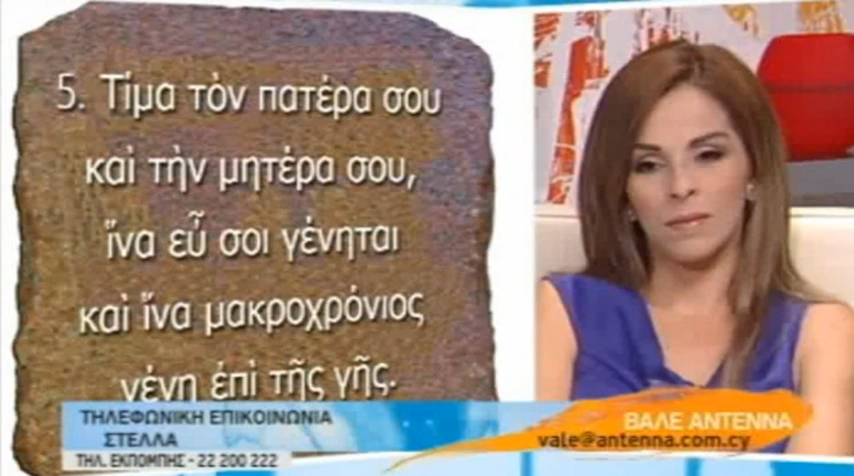 5. Τίμα τὸν πατέρα σου
καὶ τὴν μητέρα σου,
ἵνα εὖ σοι γένηται
καὶ ἵνα μακροχρόνιος
γένῃ ἐπὶ τῆς γῆς.
ΤΗΛΕΦΩΝΙΚΗ ΕΠΙΚΟΙΝΩΝΙΑ
ΣΤΕΛΛΑ
ΤΗΛ. ΕΚΠΟΜΠΗΣ - 22 200 222
ΒΑΛΕ ΑΝΤΕΝΝΑ
vale@antenna.com.cy